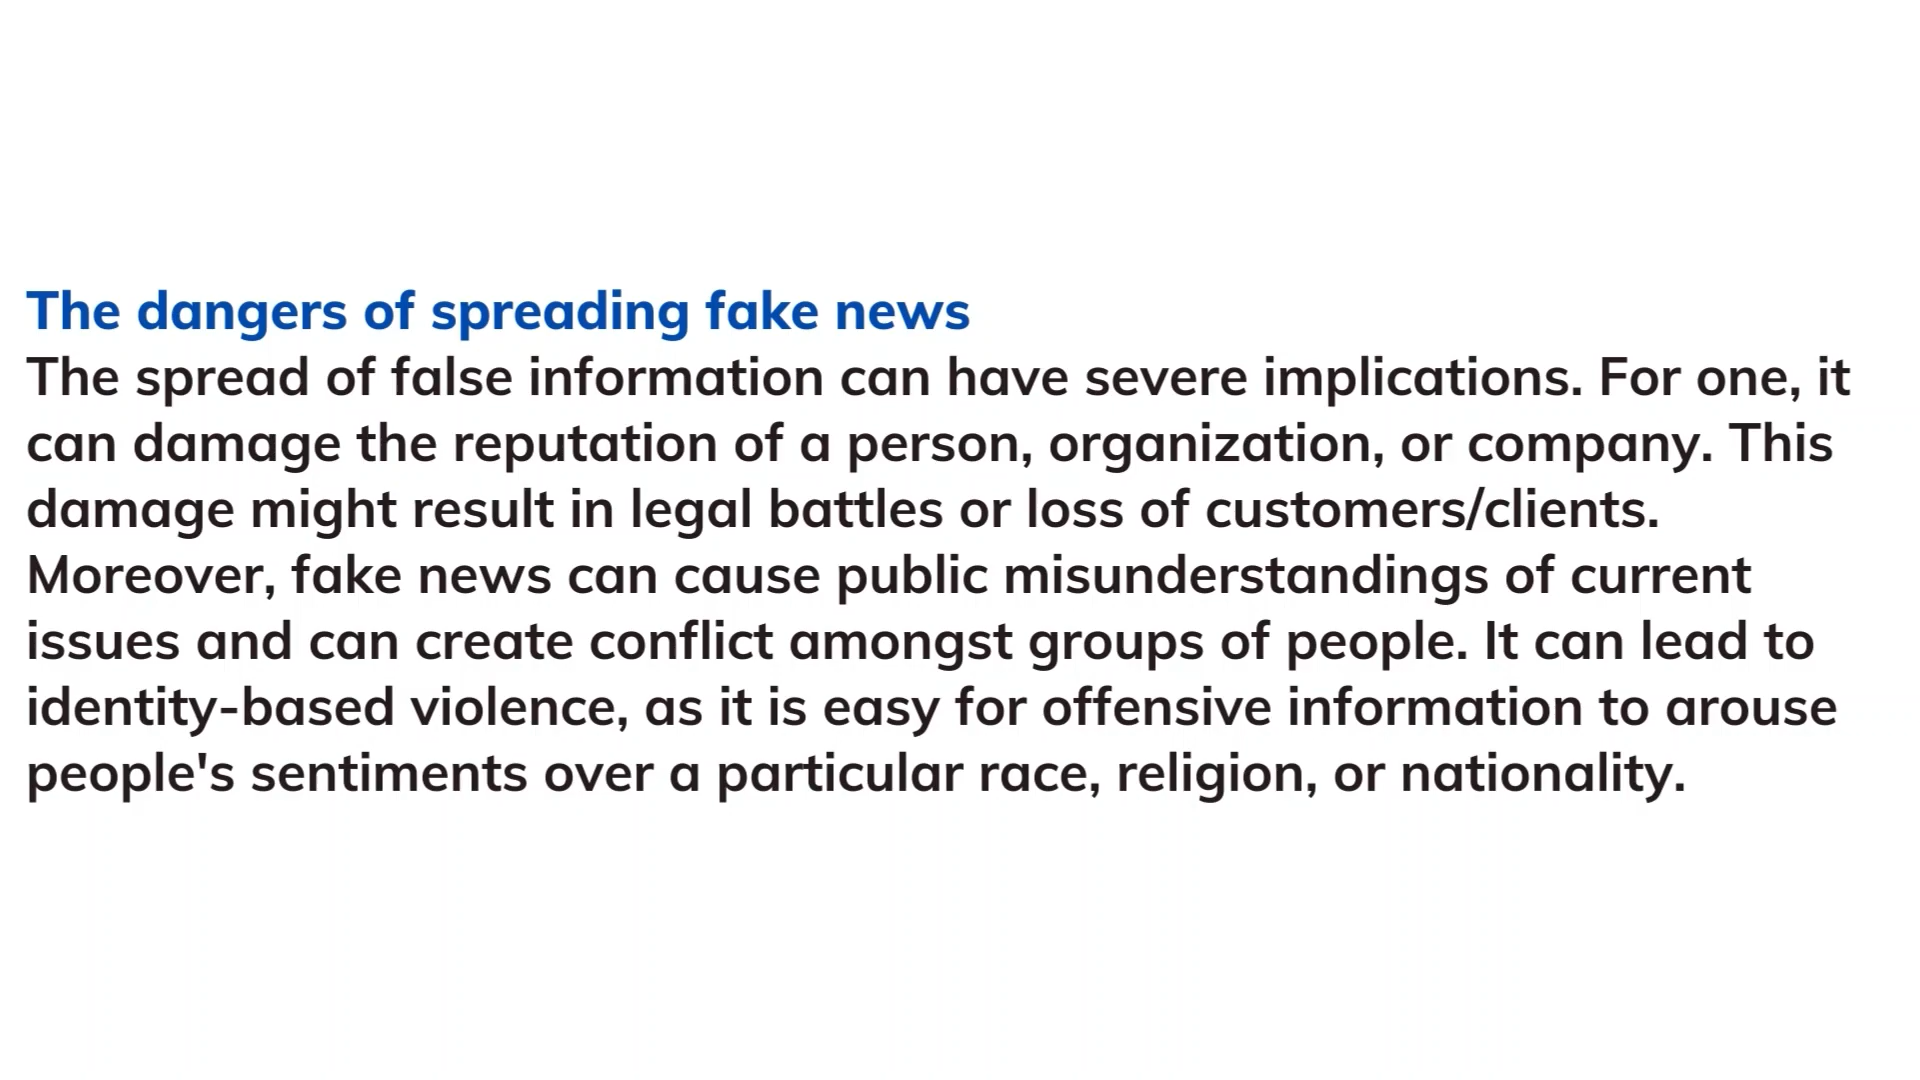 The dangers of spreading fake news
The spread of false information can have severe implications. For one, it
can damage the reputation of a person, organization, or company. This
damage might result in legal battles or loss of customers/clients.
Moreover, fake news can cause public misunderstandings of current
issues and can create conflict amongst groups of people. It can lead to
identity-based violence, as it is easy for offensive information to arouse
people's sentiments over a particular race, religion, or nationality.